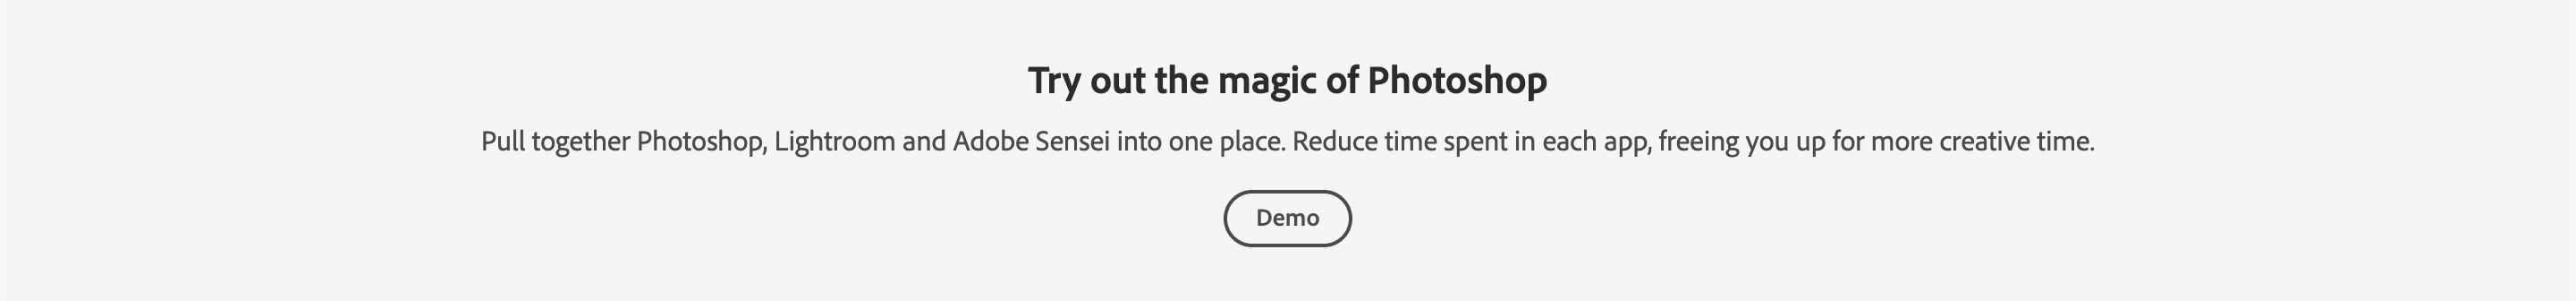 Try out the magic of Photoshop
Pull together Photoshop, Lightroom and Adobe Sensei into one place. Reduce time spent in each app, freeing you up for more creative time.
Demo